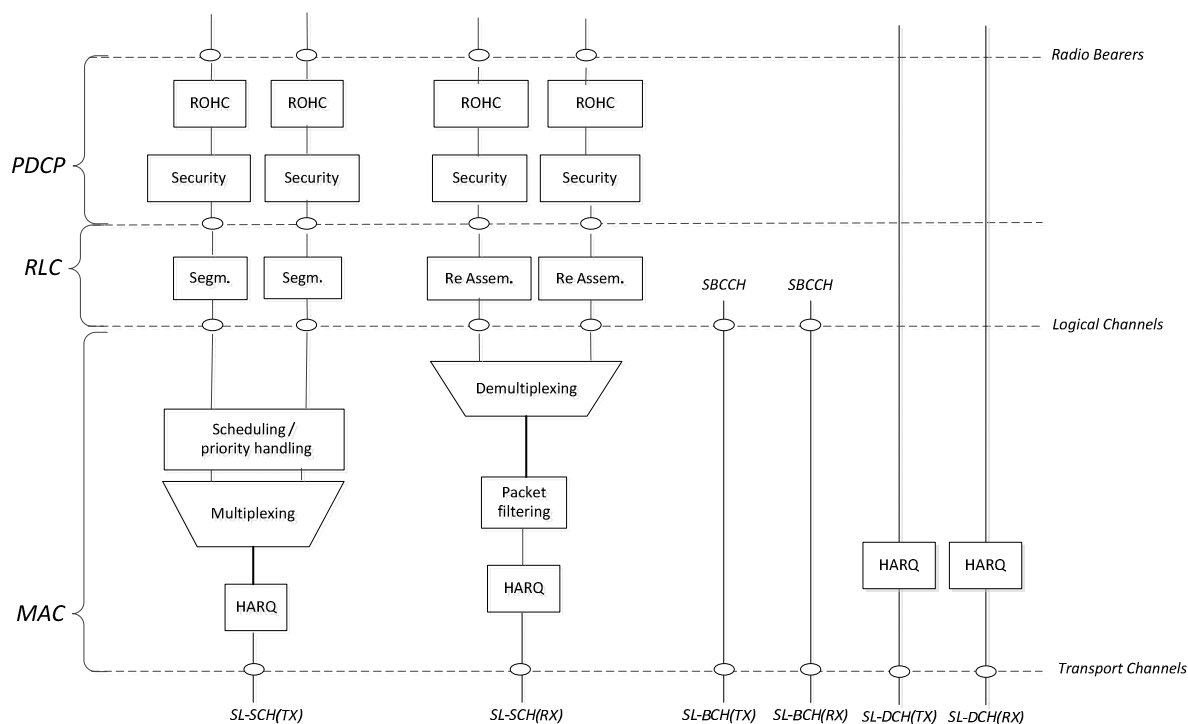 Radio Bearers
ROHC ROHC ROHC ROHC
PDCP
Security Security Security Security
RLC
Segm. Segm. Re Assem. Re Assem.
SBCCH SBCCH
Logical Channels
Demultiplexing
Scheduling /
priority handling
Packet
filtering
Multiplexing
HARQ HARQ
HARQ
HARQ
MAC
Transport Channels
SL-SCH(TX) SL-SCH(RX) SL-BCH(TX) SL-BCH(RX) SL-DCH(TX) SL-DCH(RX)